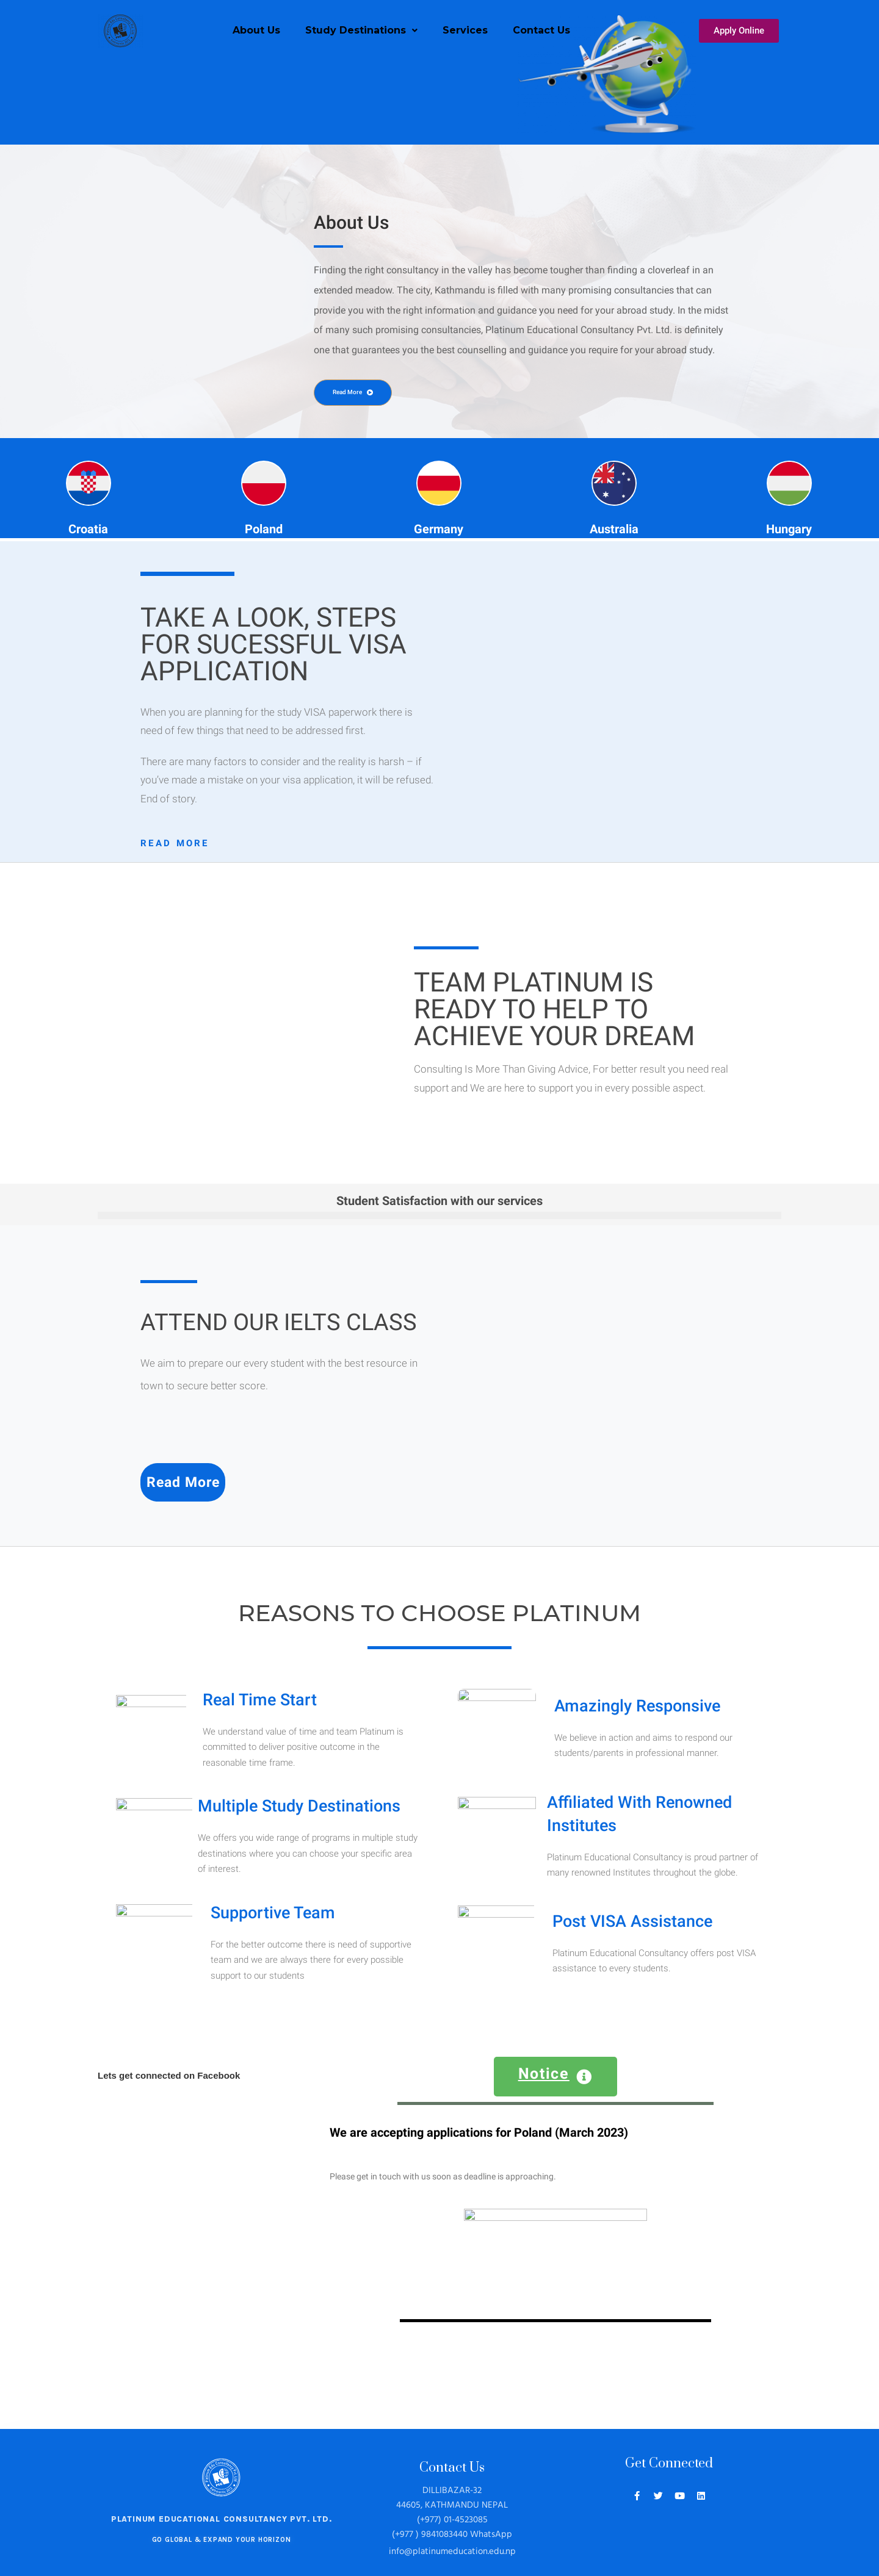 About Us
Study Destinations
Services
Contact Us
Apply Online
About Us
Finding the right consultancy in the valley has become tougher than finding a cloverleaf in an
extended meadow. The city, Kathmandu is filled with many promising consultancies that can
provide you with the right information and guidance you need for your abroad study. In the midst
of many such promising consultancies, Platinum Educational Consultancy Pvt. Ltd. is definitely
one that guarantees you the best counselling and guidance you require for your abroad study.
Read More
Croatia
Poland
Germany
Australia
Hungary
TAKE A LOOK, STEPS
FOR SUCESSFUL VISA
APPLICATION
When you are planning for the study VISA paperwork there is
need of few things that need to be addressed first.
There are many factors to consider and the reality is harsh – if
you've made a mistake on your visa application, it will be refused.
End of story.
READ MORE
TEAM PLATINUM IS
READY TO HELP TO
ACHIEVE YOUR DREAM
Consulting Is More Than Giving Advice, For better result you need real
support and We are here to support you in every possible aspect.
Student Satisfaction with our services
ATTEND OUR IELTS CLASS
We aim to prepare our every student with the best resource in
town to secure better score.
Read More
REASONS TO CHOOSE PLATINUM
Real Time Start
We understand value of time and team Platinum is
committed to deliver positive outcome in the
reasonable time frame.
Multiple Study Destinations
We offers you wide range of programs in multiple study
destinations where you can choose your specific area
of interest.
Supportive Team
For the better outcome there is need of supportive
team and we are always there for every possible
support to our students
Amazingly Responsive
We believe in action and aims to respond our
students/parents in professional manner.
Affiliated With Renowned
Institutes
Platinum Educational Consultancy is proud partner of
many renowned Institutes throughout the globe.
Post VISA Assistance
Platinum Educational Consultancy offers post VISA
assistance to every students.
Lets get connected on Facebook
Notice
We are accepting applications for Poland (March 2023)
Please get in touch with us soon as deadline is approaching.
PLATINUM EDUCATIONAL CONSULTANCY PVT. LTD.
GO GLOBAL & EXPAND YOUR HORIZON
Contact Us
DILLIBAZAR-32
44605, KATHMANDU NEPAL
(+977) 01-4523085
(+977 ) 9841083440 WhatsApp
info@platinumeducation.edu.np
Get Connected